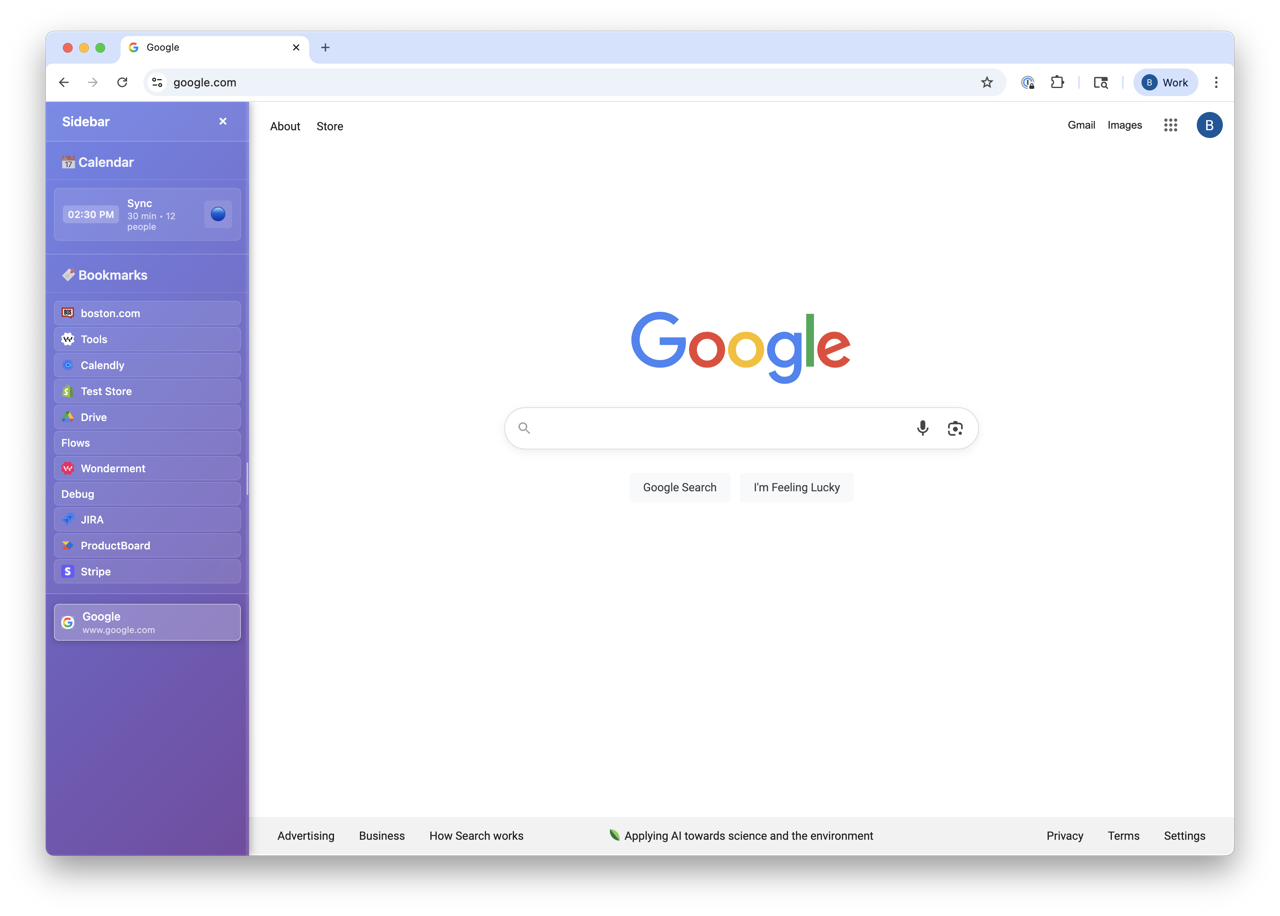 Google
google.com
B Work
Sidebar
Calendar
02:30 PM
Sync
30 min • 12
people
Bookmarks
boston.com
Tools
Calendly
Test Store
Drive
Flows
Wonderment
Debug
JIRA
ProductBoard
Stripe
Google
www.google.com
About Store
Gmail Images
B
Google
Google Search I'm Feeling Lucky
Advertising Business How Search works
Applying AI towards science and the environment
Privacy Terms Settings